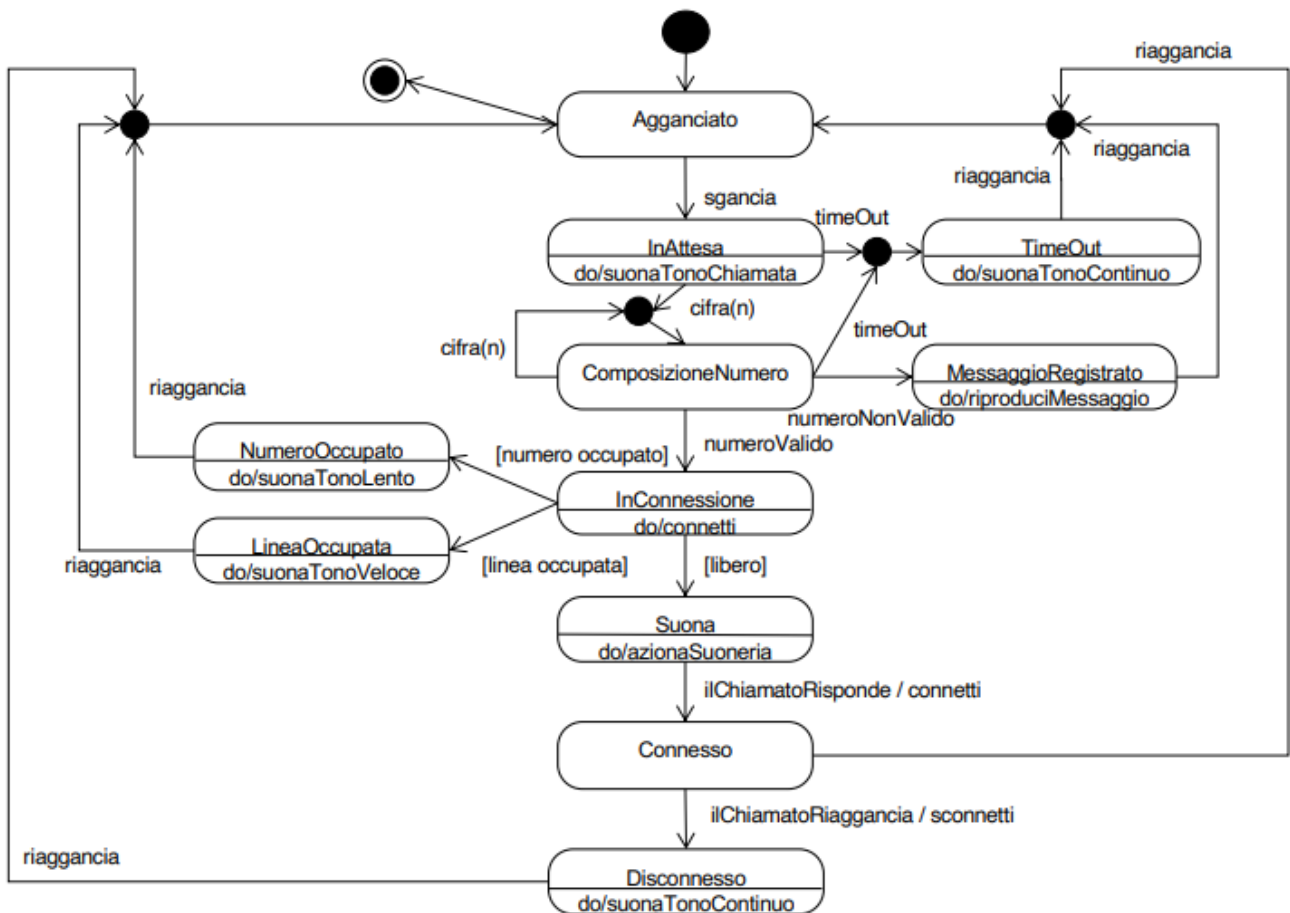 riaggancia
Agganciato
riaggancia
riaggancia
sgancia
timeOut
InAttesa
do/suonaTonoChiamata
TimeOut
do/suonaTonoContinuo
cifra(n)
cifra(n)
timeOut
ComposizioneNumero
MessaggioRegistrato
do/riproduciMessaggio
riaggancia
numeroNonValido
numeroValido
NumeroOccupato
do/suonaTonoLento
[numero occupato]
InConnessione
do/connetti
LineaOccupata
do/suonaTonoVeloce
riaggancia
[linea occupata]
[libero]
Suona
do/azionaSuoneria
ilChiamatoRisponde / connetti
Connesso
ilChiamatoRiaggancia / sconnetti
riaggancia
Disconnesso
do/suonaTonoContinuo